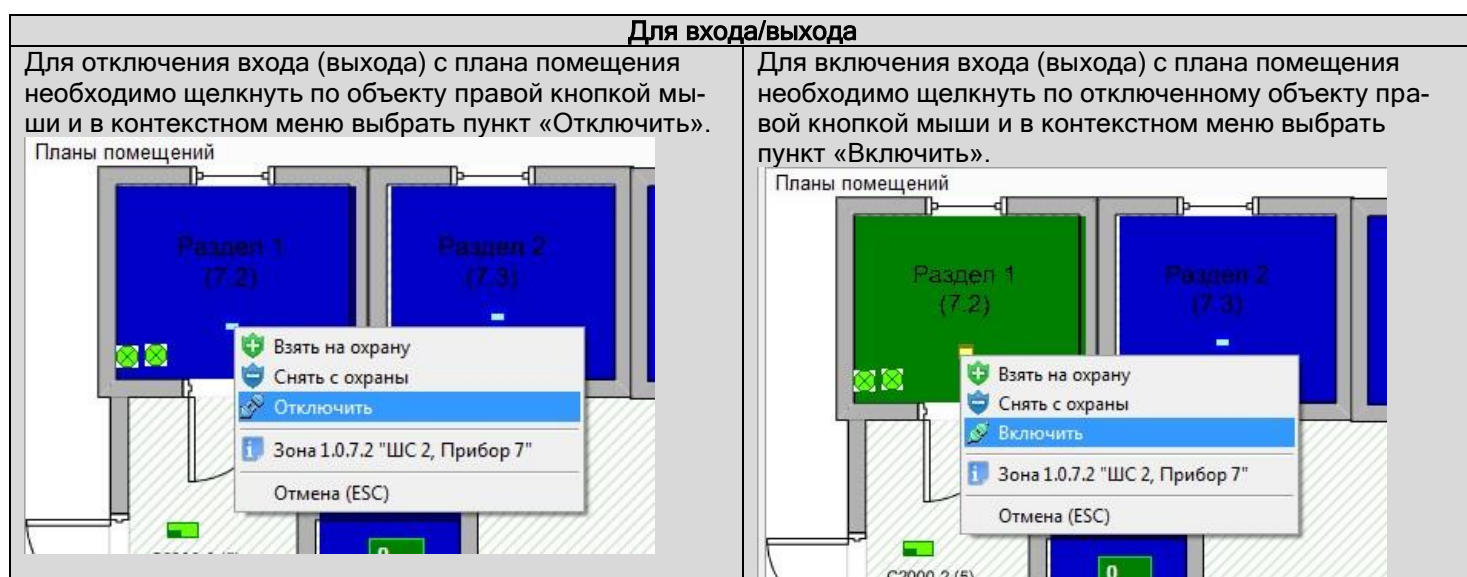 Для входа/выхода
Для отключения входа (выхода) с плана помещения
необходимо щелкнуть по объекту правой кнопкой мы-
ши и в контекстном меню выбрать пункт «Отключить».
Планы помещений
Раздел 1
(7.2)
Раздел 2
(7.3)
Взять на охрану
Снять с охраны
Отключить
Зона 1.0.7.2 "ШС 2, Прибор 7"
Отмена (ESC)
Для включения входа (выхода) с плана помещения
необходимо щелкнуть по отключенному объекту пра-
вой кнопкой мыши и в контекстном меню выбрать
пункт «Включить».
Планы помещений
Раздел 1
(7.2)
Раздел 2
(7.3)
Взять на охрану
Снять с охраны
Включить
Зона 1.0.7.2 "ШС 2, Прибор 7"
Отмена (ESC)
С2000-2 (5)
0